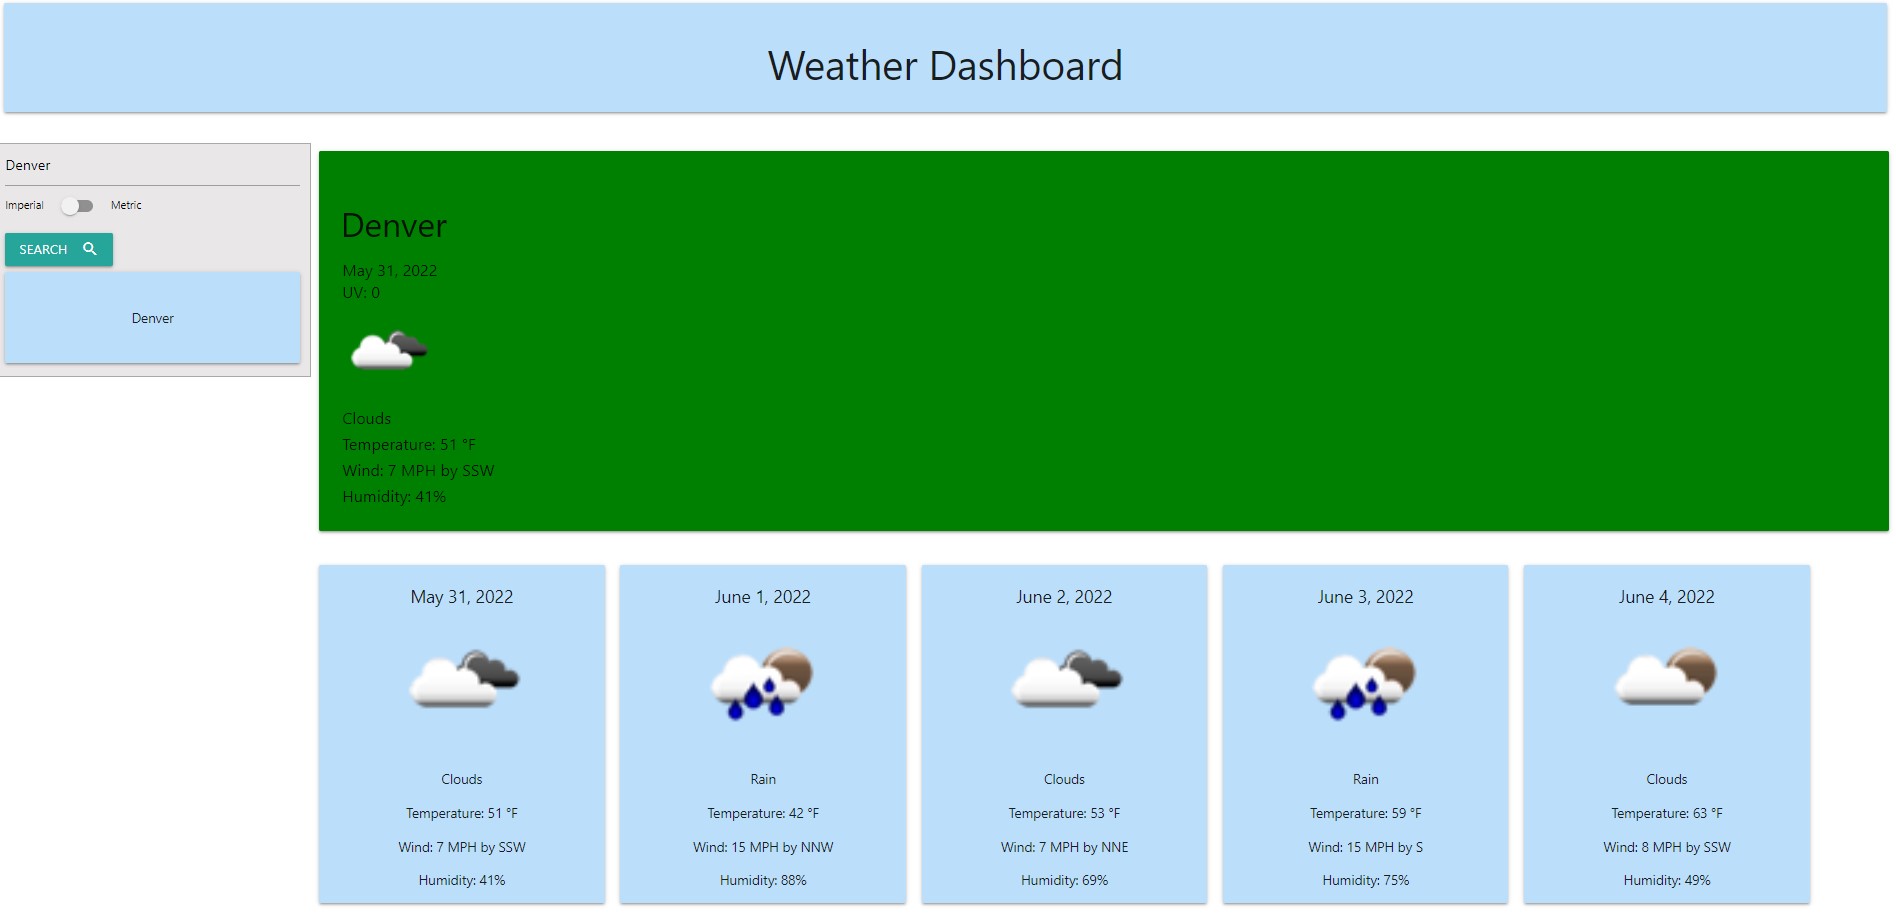 Weather Dashboard
Denver
Imperial Metric
SEARCH
Denver
Denver
May 31, 2022
UV: 0
Clouds
Temperature: 51 °F
Wind: 7 MPH by SSW
Humidity: 41%
May 31, 2022
Clouds
Temperature: 51 °F
Wind: 7 MPH by SSW
Humidity: 41%
June 1, 2022
Rain
Temperature: 42 °F
Wind: 15 MPH by NNW
Humidity: 88%
June 2, 2022
Clouds
Temperature: 53 °F
Wind: 7 MPH by NNE
Humidity: 69%
June 3, 2022
Rain
Temperature: 59 °F
Wind: 15 MPH by S
Humidity: 75%
June 4, 2022
Clouds
Temperature: 63 °F
Wind: 8 MPH by SSW
Humidity: 49%